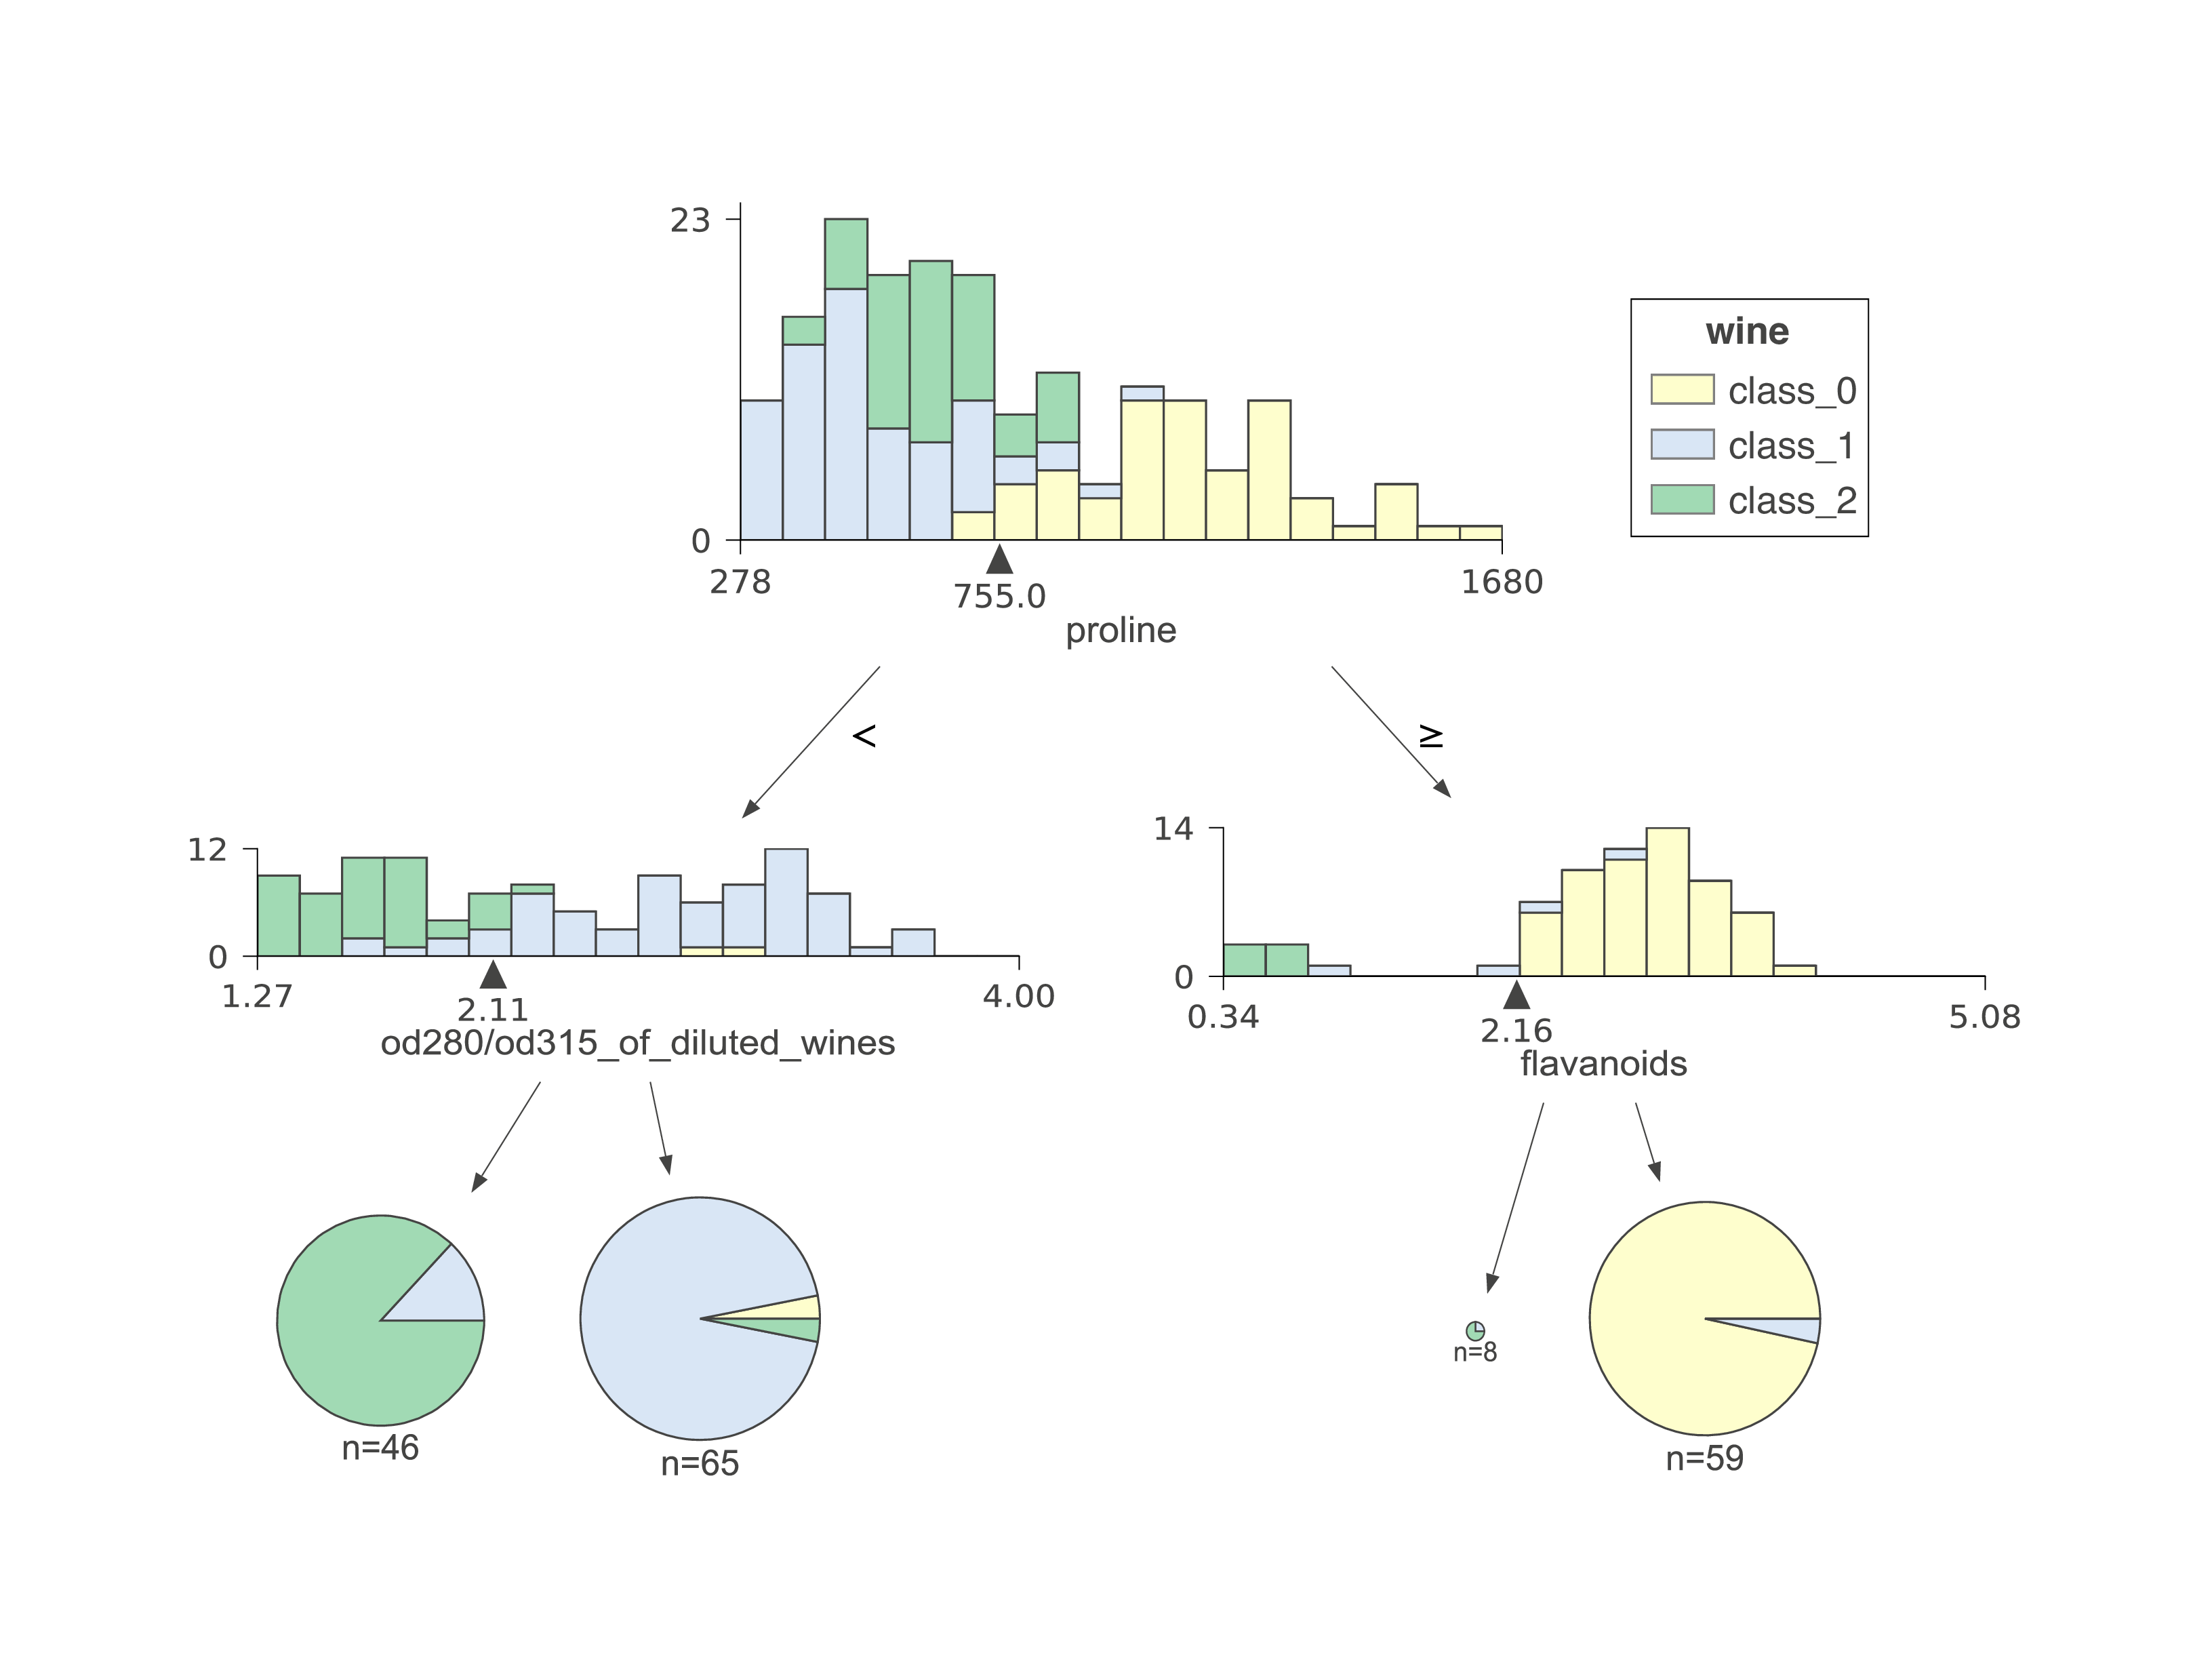 23
0
278
755.0
1680
proline
wine
class_0
class_1
class_2
<
≥
12
0
1.27
2.11
4.00
od280/od315_of_diluted_wines
14
0
0.34
2.16
5.08
flavanoids
n=46
n=65
n=8
n=59